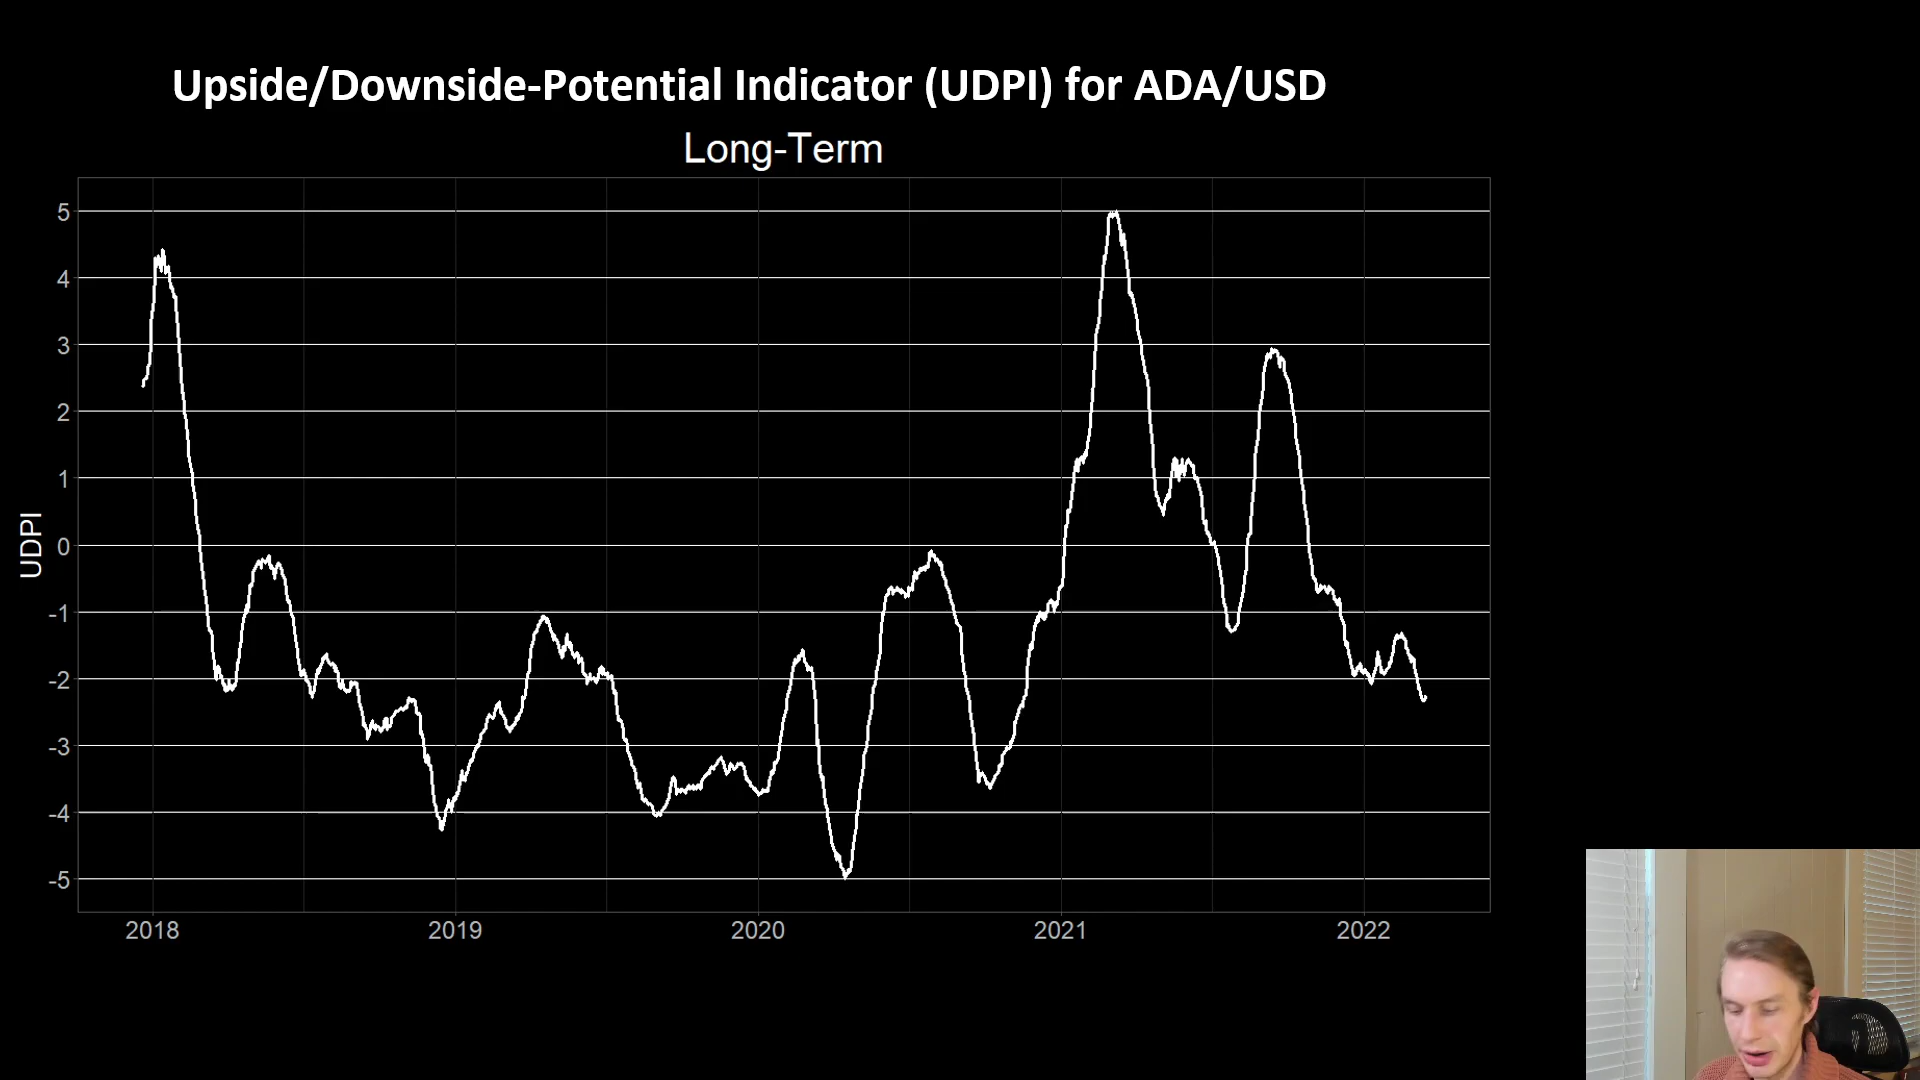 Upside/Downside-Potential Indicator (UDPI) for ADA/USD
Long-Term
UDPI
5
4
3
2
1
0
-1
-2
-3
-4
-5
2018 2019 2020 2021 2022